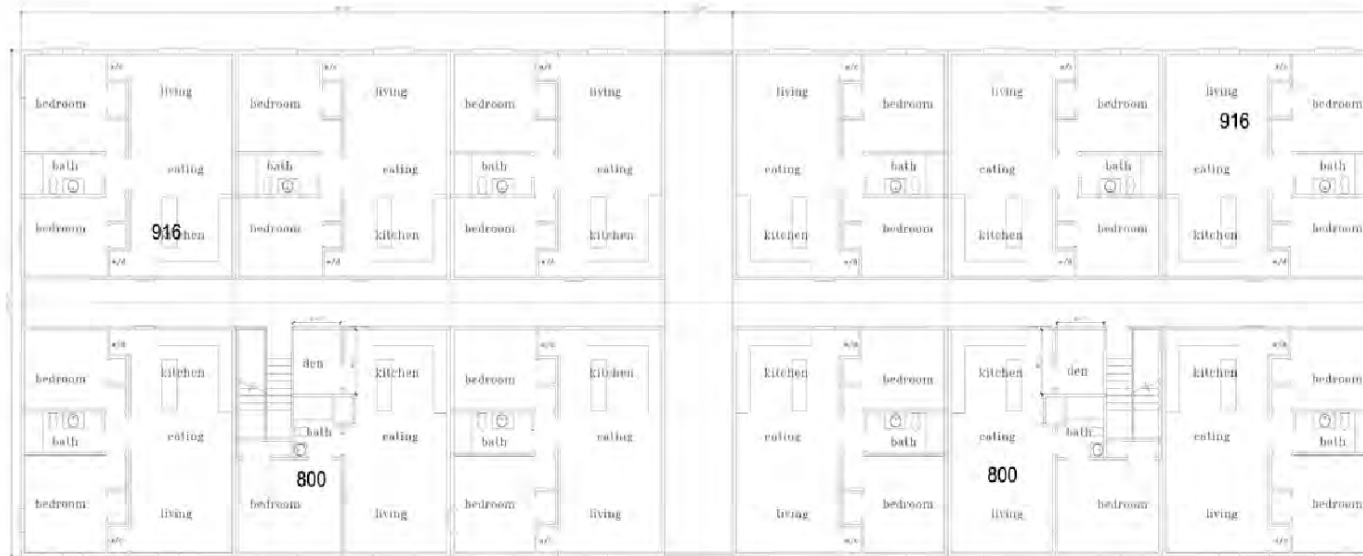 living living living living living living
bedroom bedroom bedroom bedroom bedroom bedroom
916
bath bath bath bath bath bath
eating eating eating eating eating eating
bedroom bedroom bedroom bedroom bedroom bedroom
916
kitchen kitchen kitchen kitchen kitchen kitchen
w/d w/d w/d w/d w/d w/d
kitchen den kitchen kitchen kitchen den kitchen
bedroom bedroom bedroom bedroom
bath eating bath eating bath eating eating bath eating bath eating bath
800 800
bedroom bedroom bedroom bedroom bedroom bedroom
living living living living living living